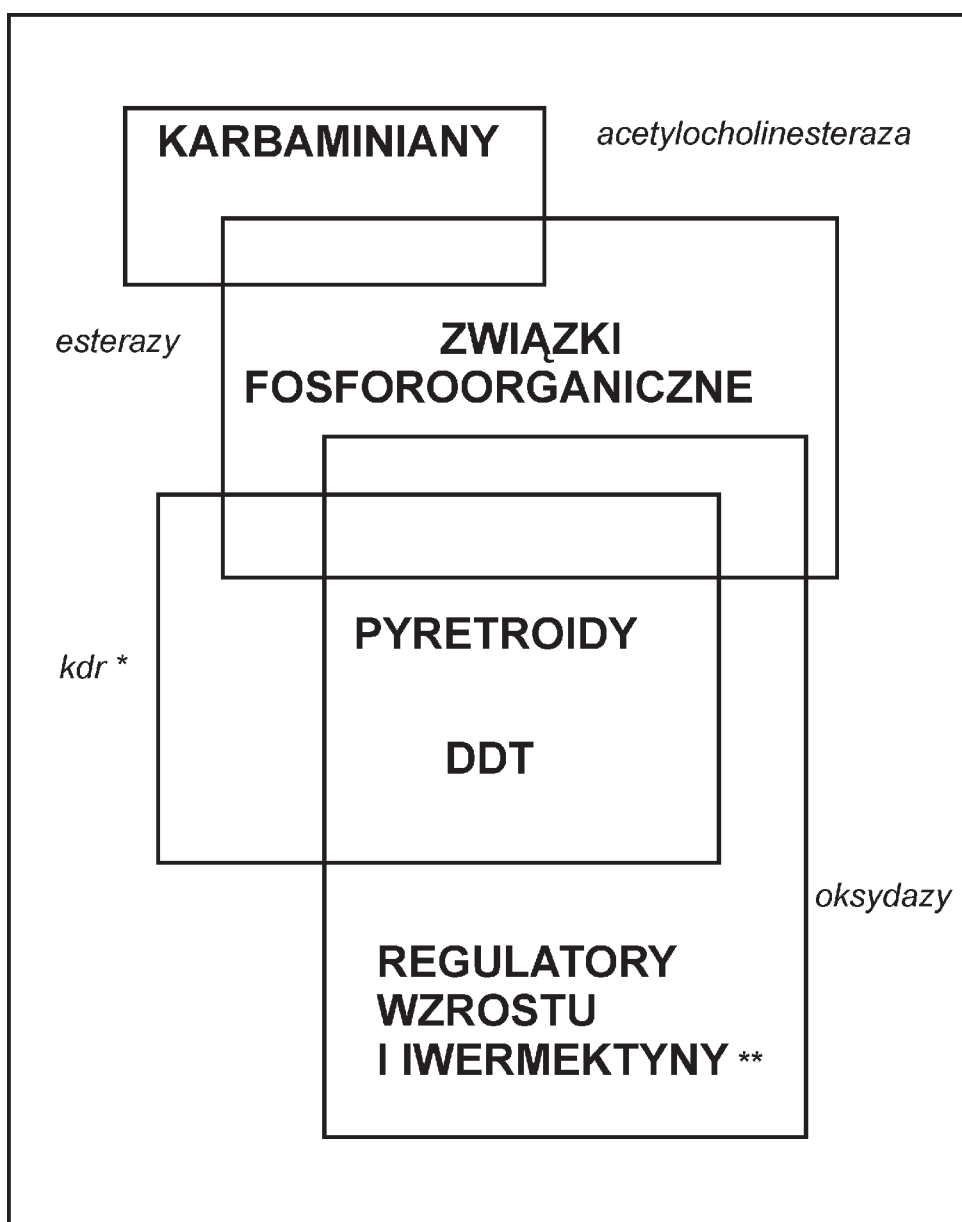 KARBAMINIANY
acetylocholinesteraza
esterazy
ZWIĄZKI
FOSFOROORGANICZNE
kdr *
PYRETROIDY
DDT
oksydazy
REGULATORY
WZROSTU
I IWERMEKTYNY **